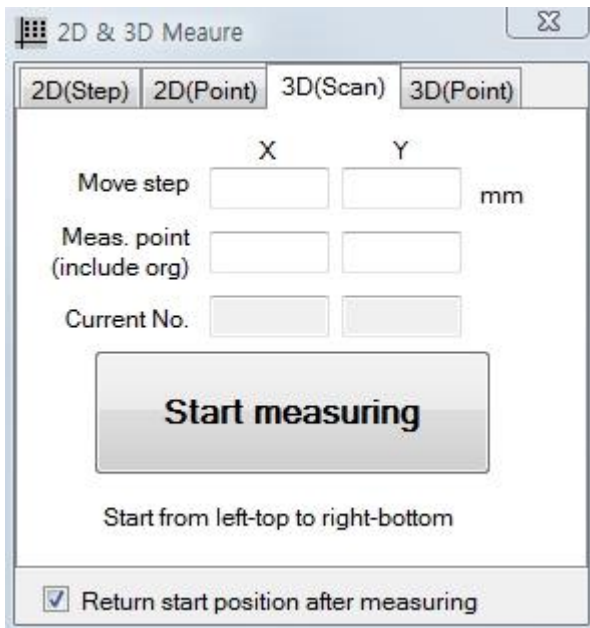 2D & 3D Meaure
2D(Step) 2D(Point) 3D(Scan) 3D(Point)
X Y
Move step mm
Meas. point
(include org)
Current No.
Start measuring
Start from left-top to right-bottom
Return start position after measuring